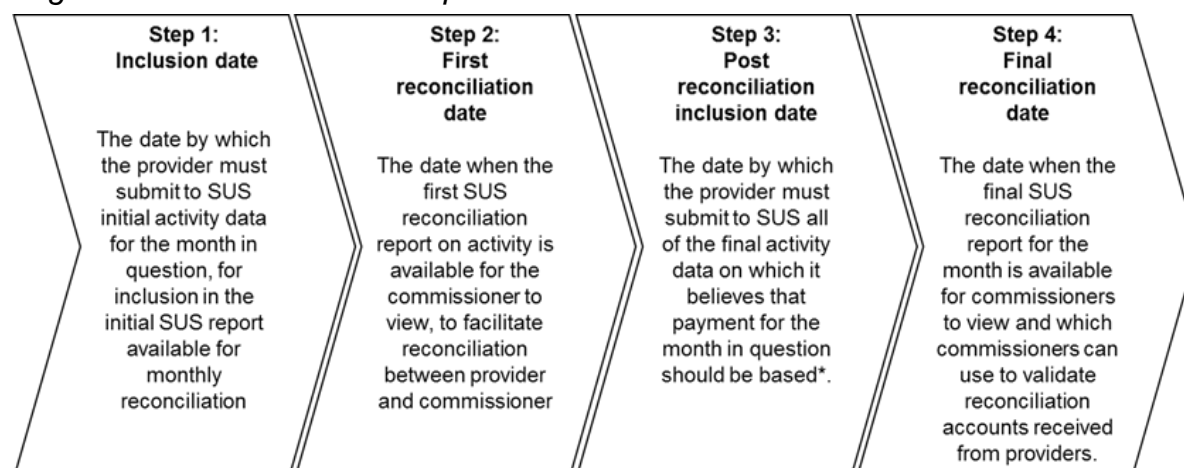 Step 1:
Inclusion date
The date by which
the provider must
submit to SUS
initial activity data
for the month in
question, for
inclusion in the
initial SUS report
available for
monthly
reconciliation
Step 2:
First
reconciliation
date
The date when the
first SUS
reconciliation
report on activity is
available for the
commissioner to
view, to facilitate
reconciliation
between provider
and commissioner
Step 3:
Post
reconciliation
inclusion date
The date by which
the provider must
submit to SUS all
of the final activity
data on which it
believes that
payment for the
month in question
should be based*.
Step 4:
Final
reconciliation
date
The date when the
final SUS
reconciliation
report for the
month is available
for commissioners
to view and which
commissioners can
use to validate
reconciliation
accounts received
from providers.